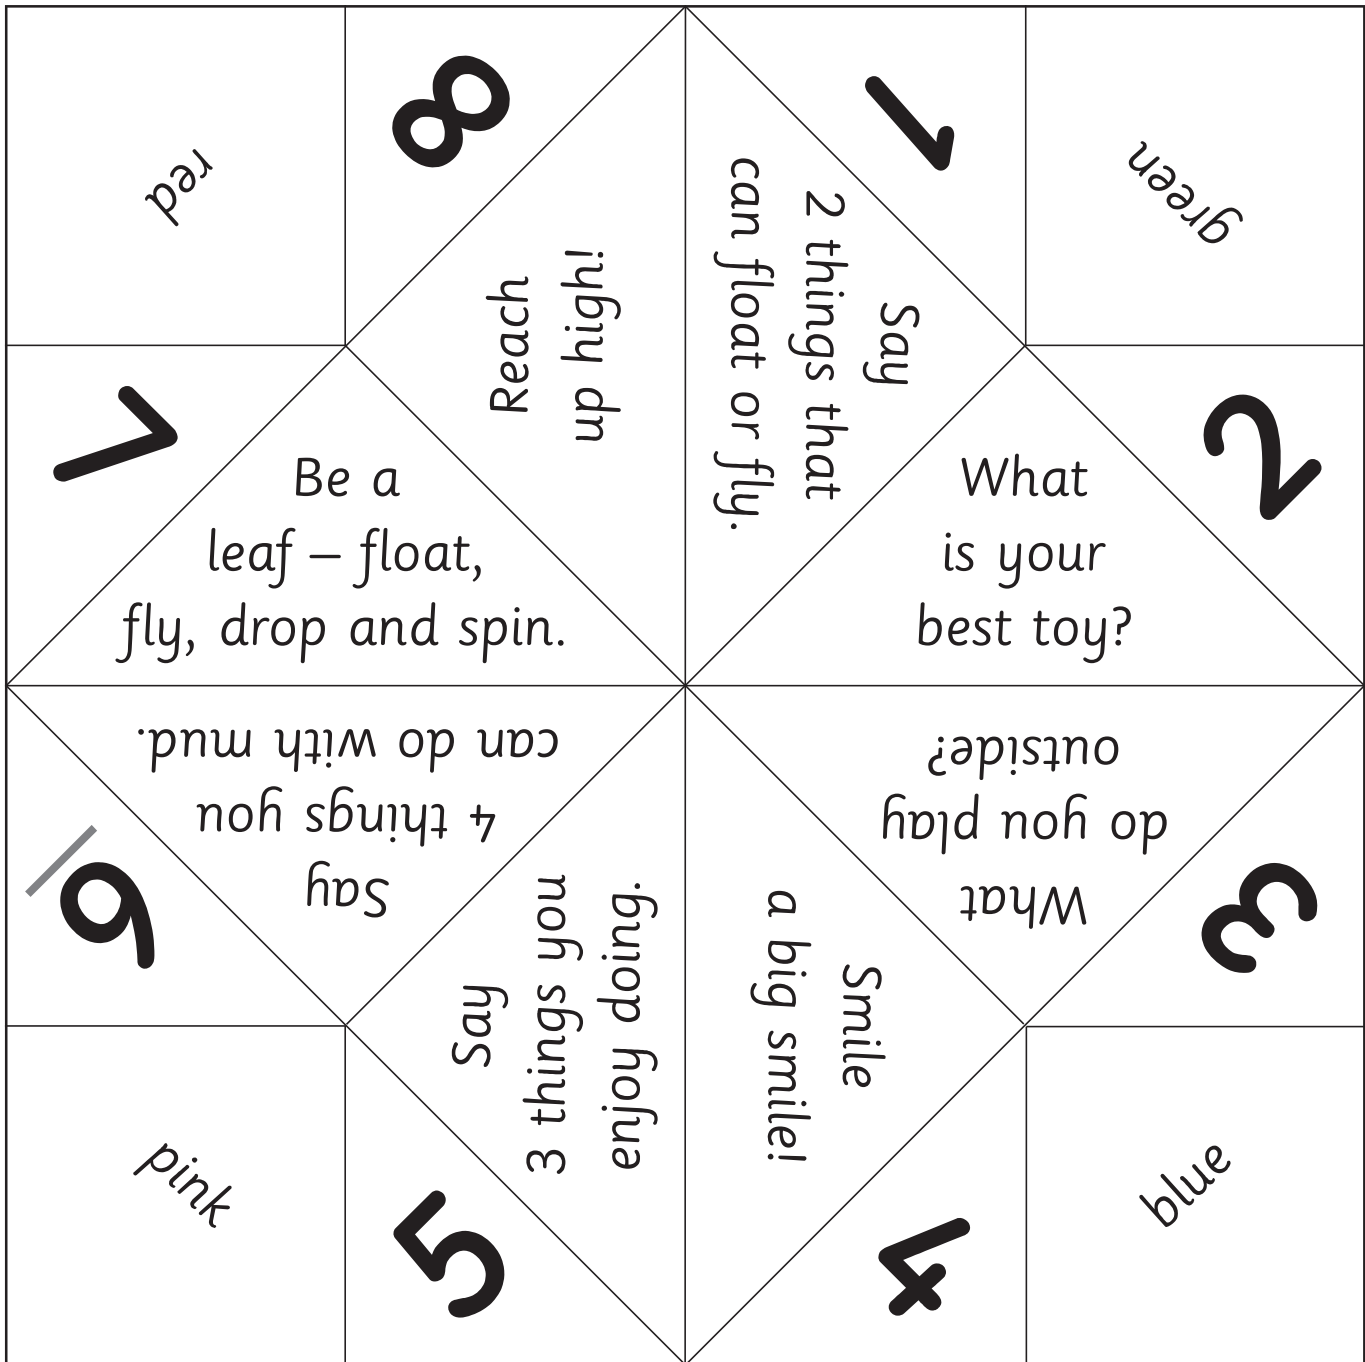 red
8
1
green
Reach
up high!
Say
2 things that
can float or fly.
7
2
Be a
leaf – float,
fly, drop and spin.
What
is your
best toy?
Say
4 things you
can do with mud.
What
do you play
outside?
6
3
Say
3 things you
enjoy doing.
Smile
a big smile!
pink
5
4
blue